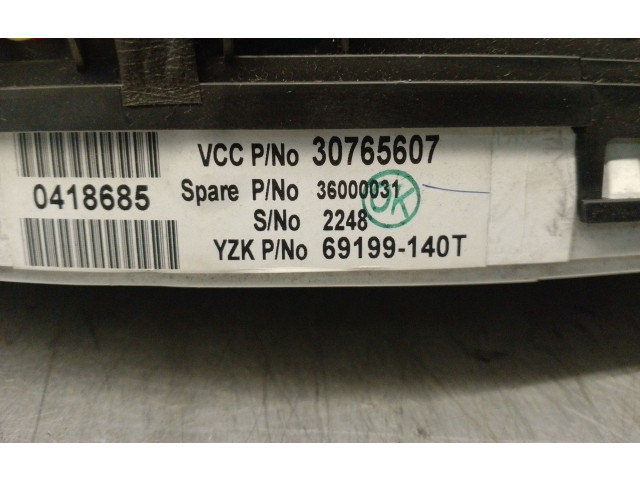 0418685
VCC P/No 30765607
Spare P/No 36000031
S/No 2248
YZK P/No 69199-140T
OK